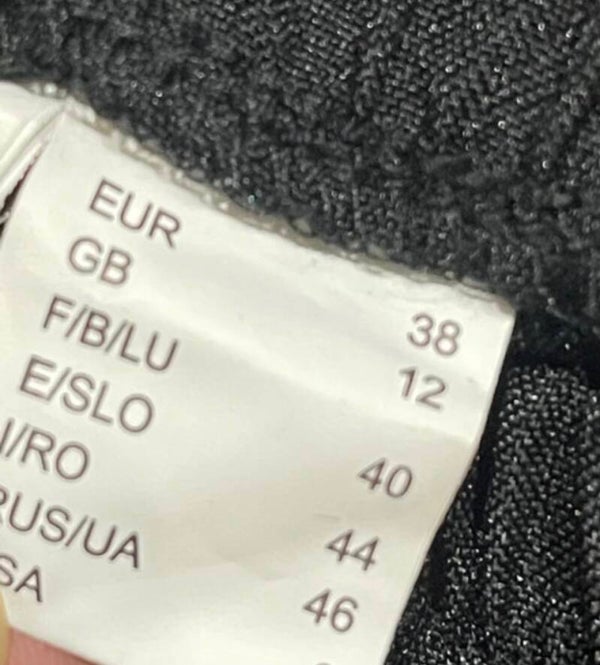 EUR 38
GB 12
F/B/LU
E/SLO 40
I/RO 44
RUS/UA 46
SA